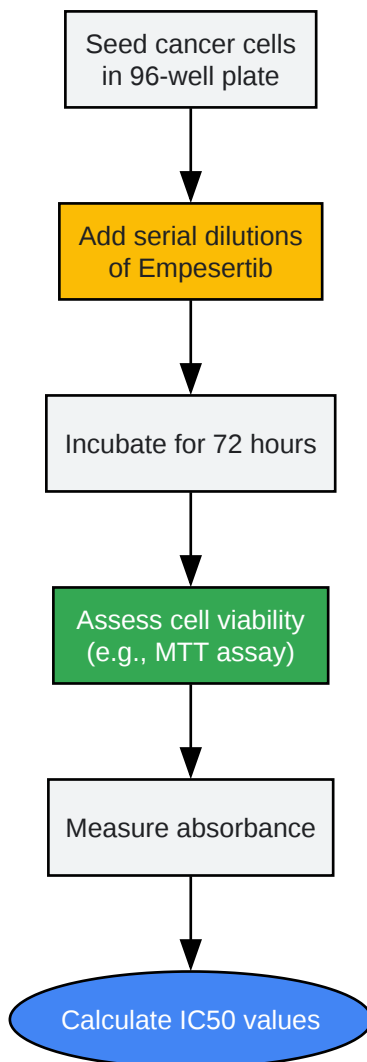 Seed cancer cells
in 96-well plate
Add serial dilutions
of Empesertib
Incubate for 72 hours
Assess cell viability
(e.g., MTT assay)
Measure absorbance
Calculate IC50 values